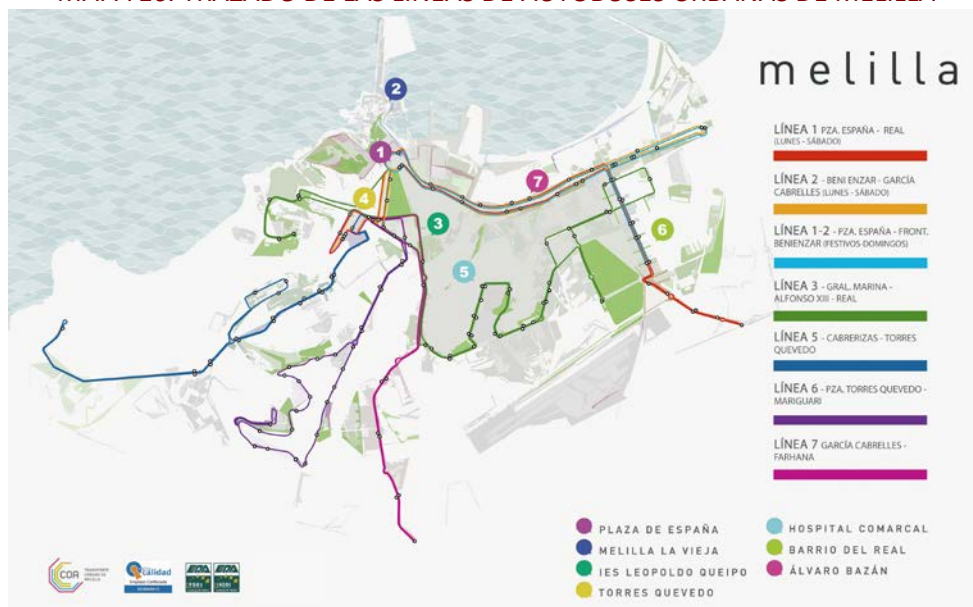 melilla
LÍNEA 1 PZA. ESPAÑA - REAL
(LUNES - SÁBADO)
LÍNEA 2 - BENI ENZAR - GARCÍA
CABRELLES (LUNES - SÁBADO)
LÍNEA 1-2 - PZA. ESPAÑA - FRONT.
BENIENZAR (FESTIVOS-DOMINGOS)
LÍNEA 3 - GRAL. MARINA -
ALFONSO XIII - REAL
LÍNEA 5 - CABRERIZAS - TORRES
QUEVEDO
LÍNEA 6 - PZA. TORRES QUEVEDO -
MARIGUARI
LÍNEA 7 GARCÍA CABRELLES -
FARHANA
2
1
7
4
3
6
5
PLAZA DE ESPAÑA
MELILLA LA VIEJA
IES LEOPOLDO QUEIPO
TORRES QUEVEDO
HOSPITAL COMARCAL
BARRIO DEL REAL
ÁLVARO BAZÁN
COA
calidad